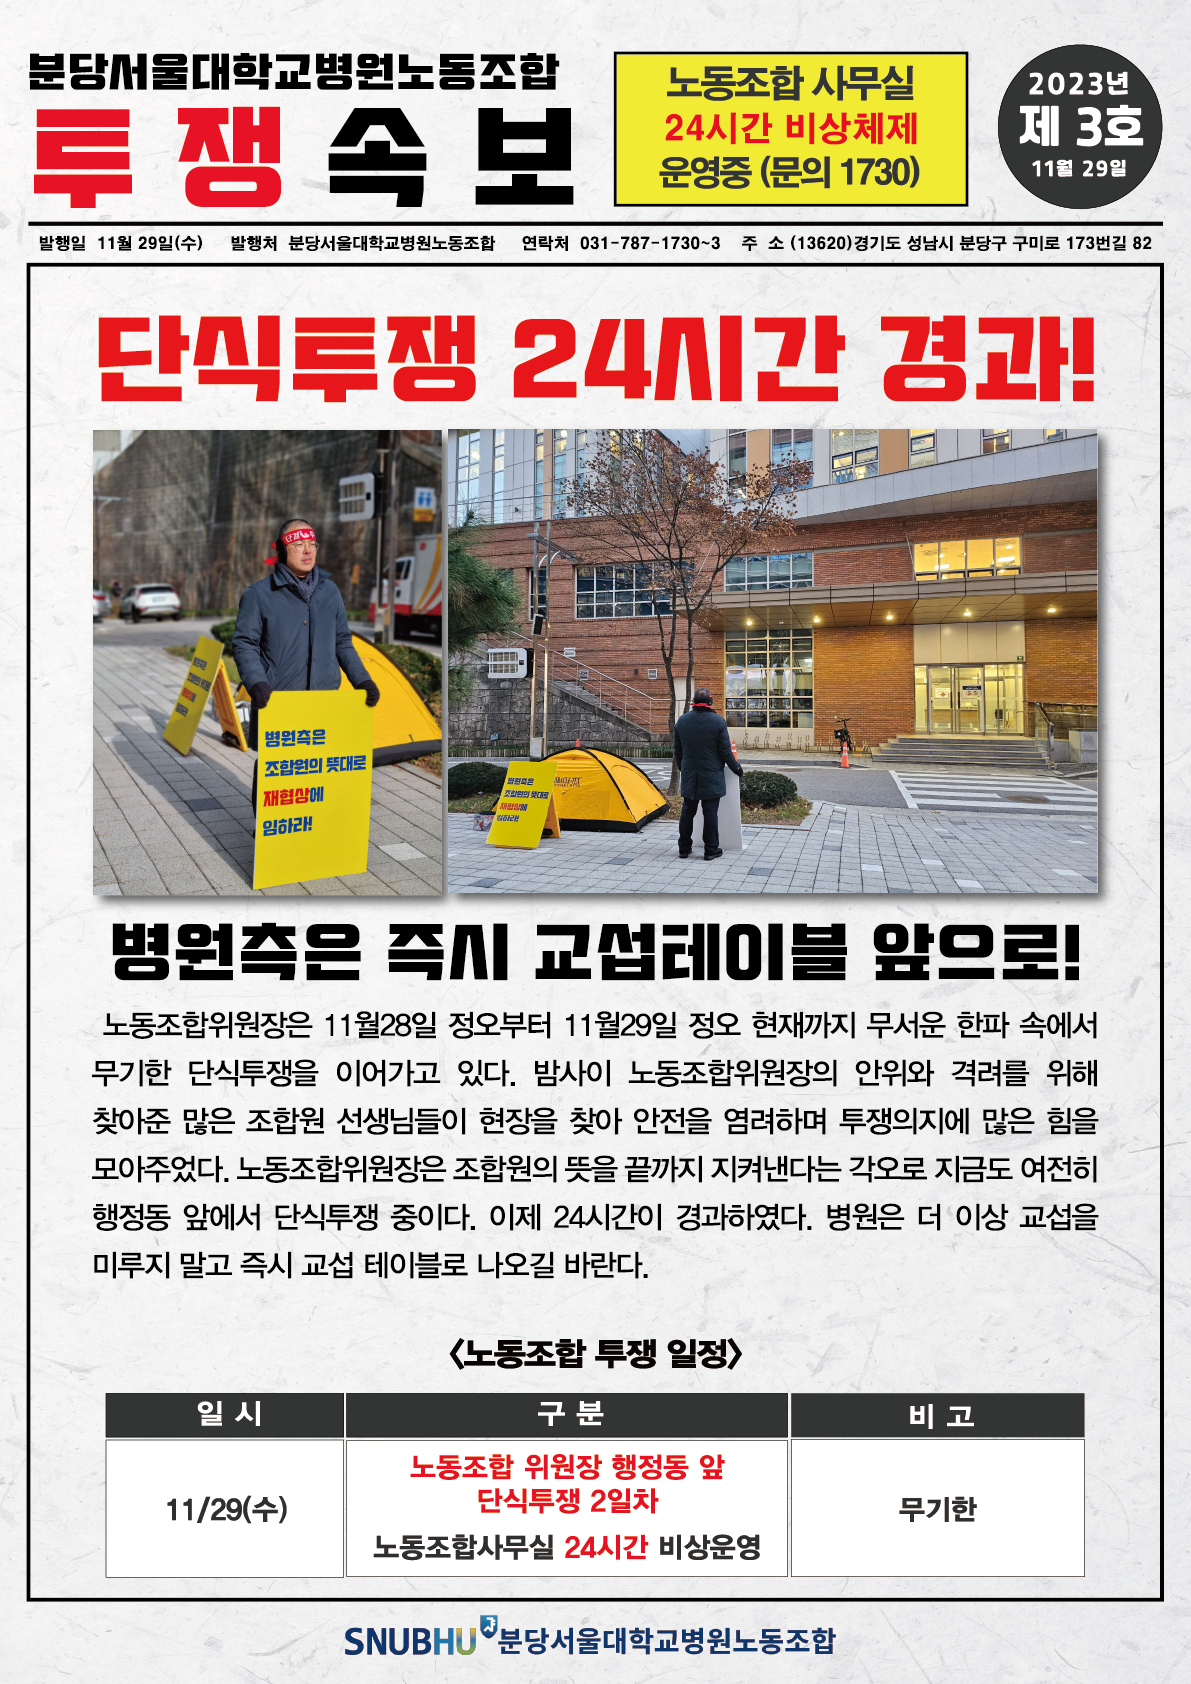 분당서울대학교병원노동조합
투쟁속보
노동조합 사무실
24시간 비상체제
운영중 (문의 1730)
2023년
제 3호
11월 29일
발행일 11월 29일(수) 발행처 분당서울대학교병원노동조합 연락처 031-787-1730~3 주 소 (13620)경기도 성남시 분당구 구미로 173번길 82
단식투쟁 24시간 경과!
병원측은
조합원의 뜻대로
재협상에
임하라!
병원측은
조합원의 뜻대로
재협상에
임하라!
병원측은 즉시 교섭테이블 앞으로!
노동조합위원장은 11월28일 정오부터 11월29일 정오 현재까지 무서운 한파 속에서
무기한 단식투쟁을 이어가고 있다. 밤사이 노동조합위원장의 안위와 격려를 위해
찾아준 많은 조합원 선생님들이 현장을 찾아 안전을 염려하며 투쟁의지에 많은 힘을
모아주었다. 노동조합위원장은 조합원의 뜻을 끝까지 지켜낸다는 각오로 지금도 여전히
행정동 앞에서 단식투쟁 중이다. 이제 24시간이 경과하였다. 병원은 더 이상 교섭을
미루지 말고 즉시 교섭 테이블로 나오길 바란다.
<노동조합 투쟁 일정>
일 시 구 분 비 고
노동조합 위원장 행정동 앞
단식투쟁 2일차
11/29(수) 무기한
노동조합사무실 24시간 비상운영
SNUBHU 분당서울대학교병원노동조합